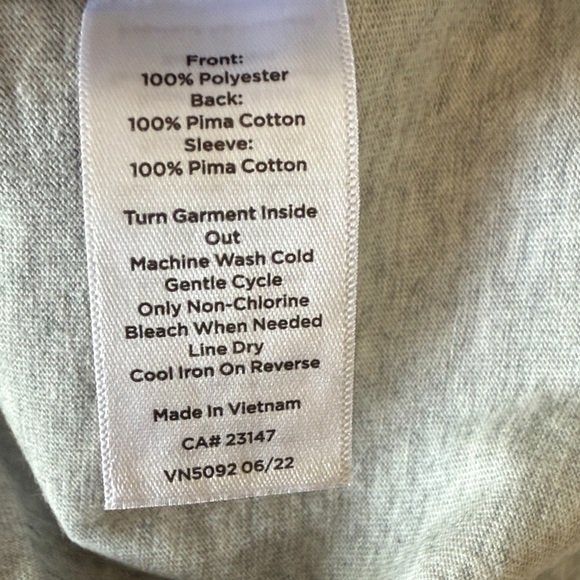 Front:
100% Polyester
Back:
100% Pima Cotton
Sleeve:
100% Pima Cotton
Turn Garment Inside
Out
Machine Wash Cold
Gentle Cycle
Only Non-Chlorine
Bleach When Needed
Line Dry
Cool Iron On Reverse
Made In Vietnam
CA# 23147
VN5092 06/22